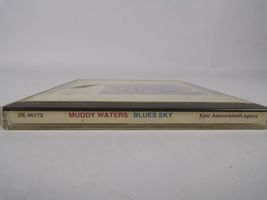 ZK 46172 MUDDY WATERS BLUES SKY Epic Associated/Legacy